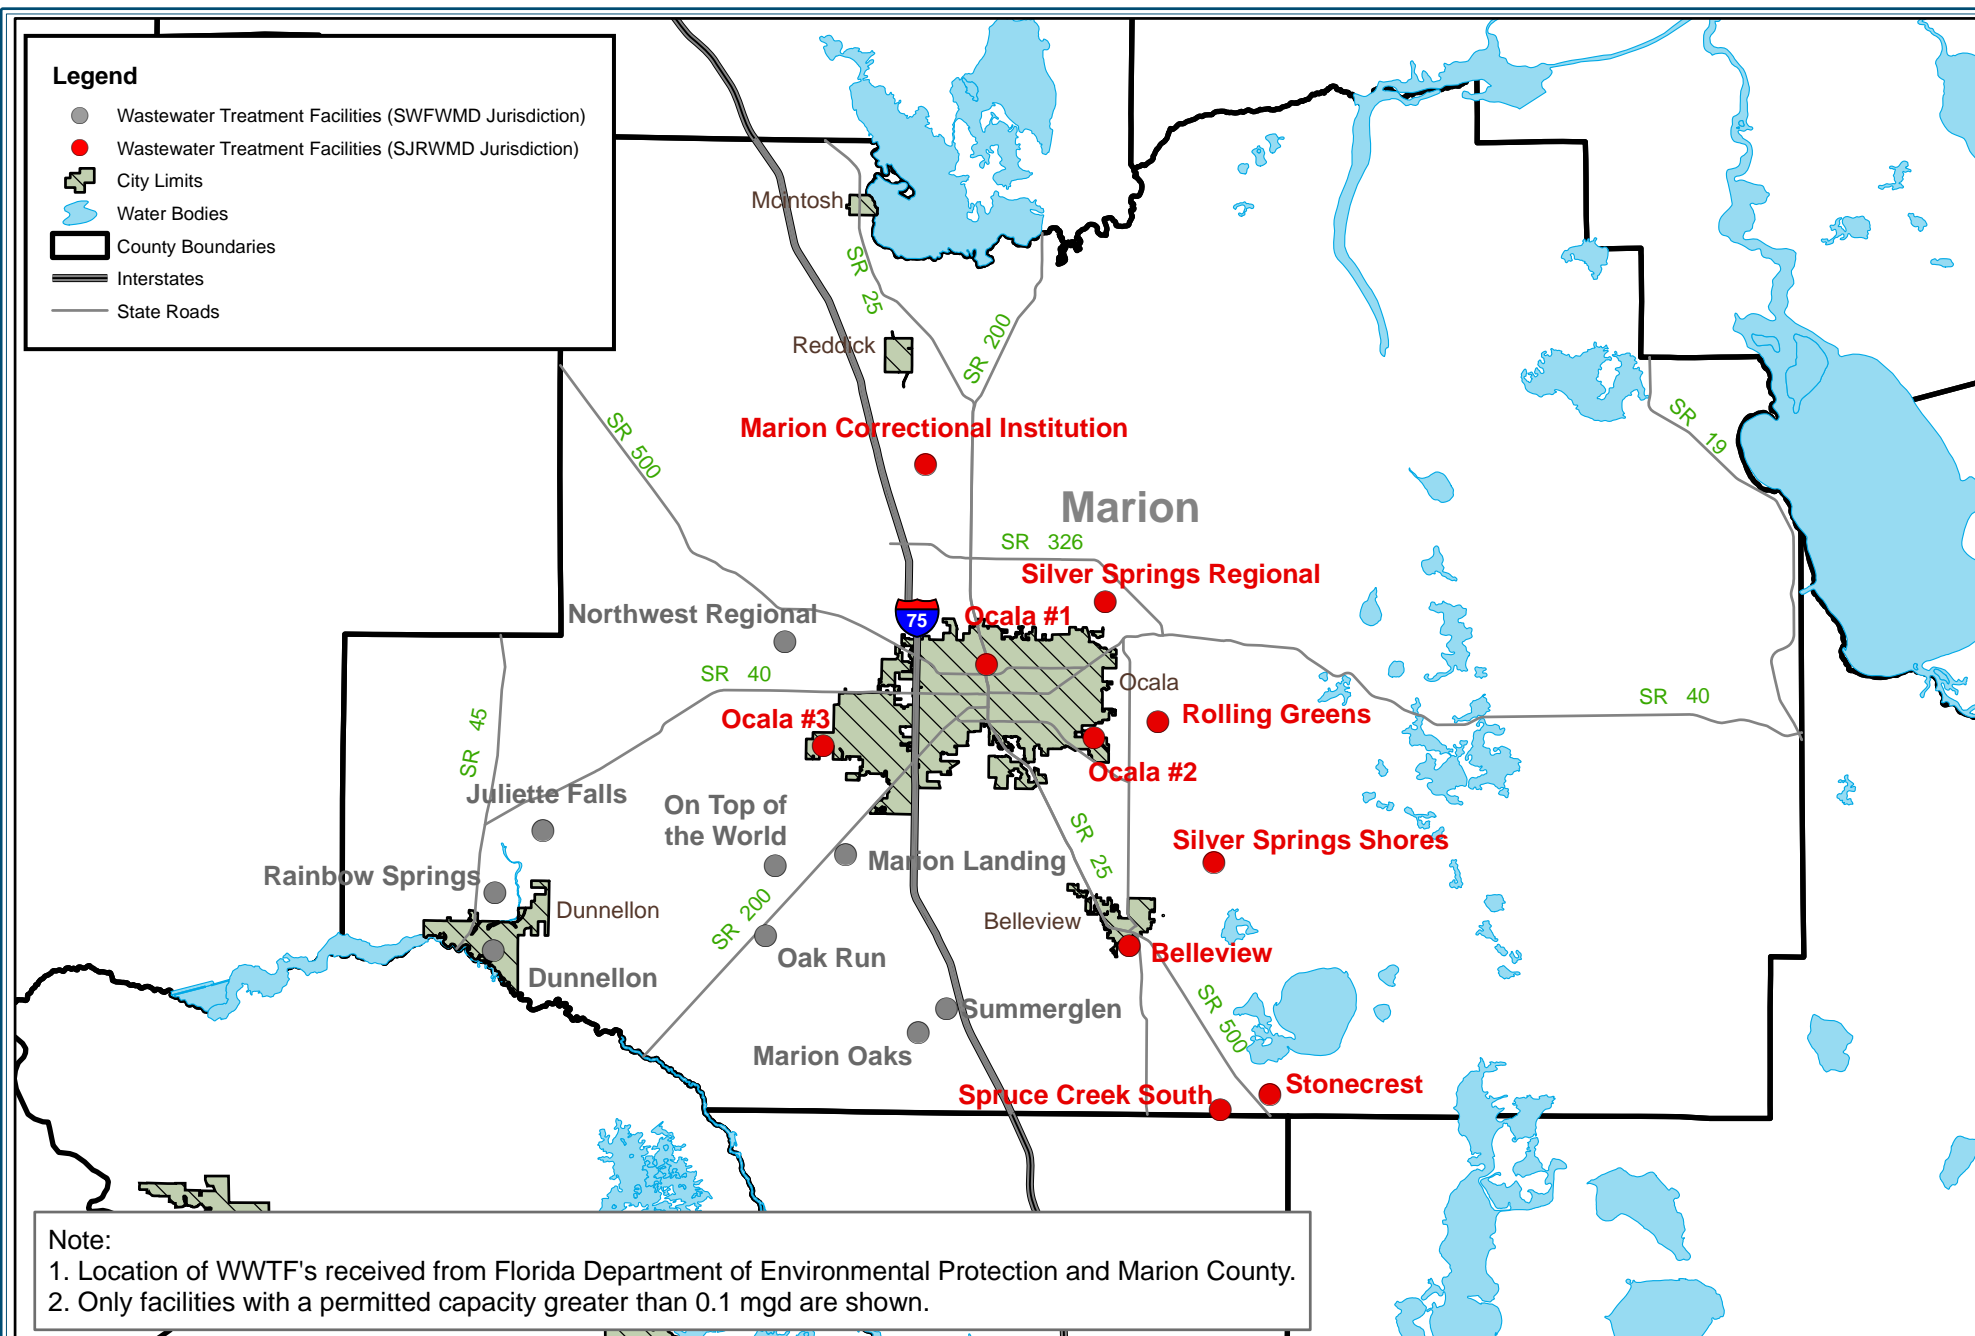 Legend
Wastewater Treatment Facilities (SWFWMD Jurisdiction)
Wastewater Treatment Facilities (SJRWMD Jurisdiction)
City Limits
Water Bodies
County Boundaries
Interstates
State Roads
McIntosh
SR 25
Reddick
SR 200
SR 500
SR 19
Marion Correctional Institution
Marion
SR 326
Silver Springs Regional
Northwest Regional
75
Ocala #1
SR 40
Ocala
SR 40
SR 45
Ocala #3
Rolling Greens
Ocala #2
Juliette Falls
On Top of
the World
SR 25
Silver Springs Shores
Marion Landing
Rainbow Springs
Dunnellon
SR 200
Belleview
Oak Run
Belleview
Dunnellon
Summerglen
SR 500
Marion Oaks
Stonecrest
Spruce Creek South
Note:
1. Location of WWTF's received from Florida Department of Environmental Protection and Marion County.
2. Only facilities with a permitted capacity greater than 0.1 mgd are shown.